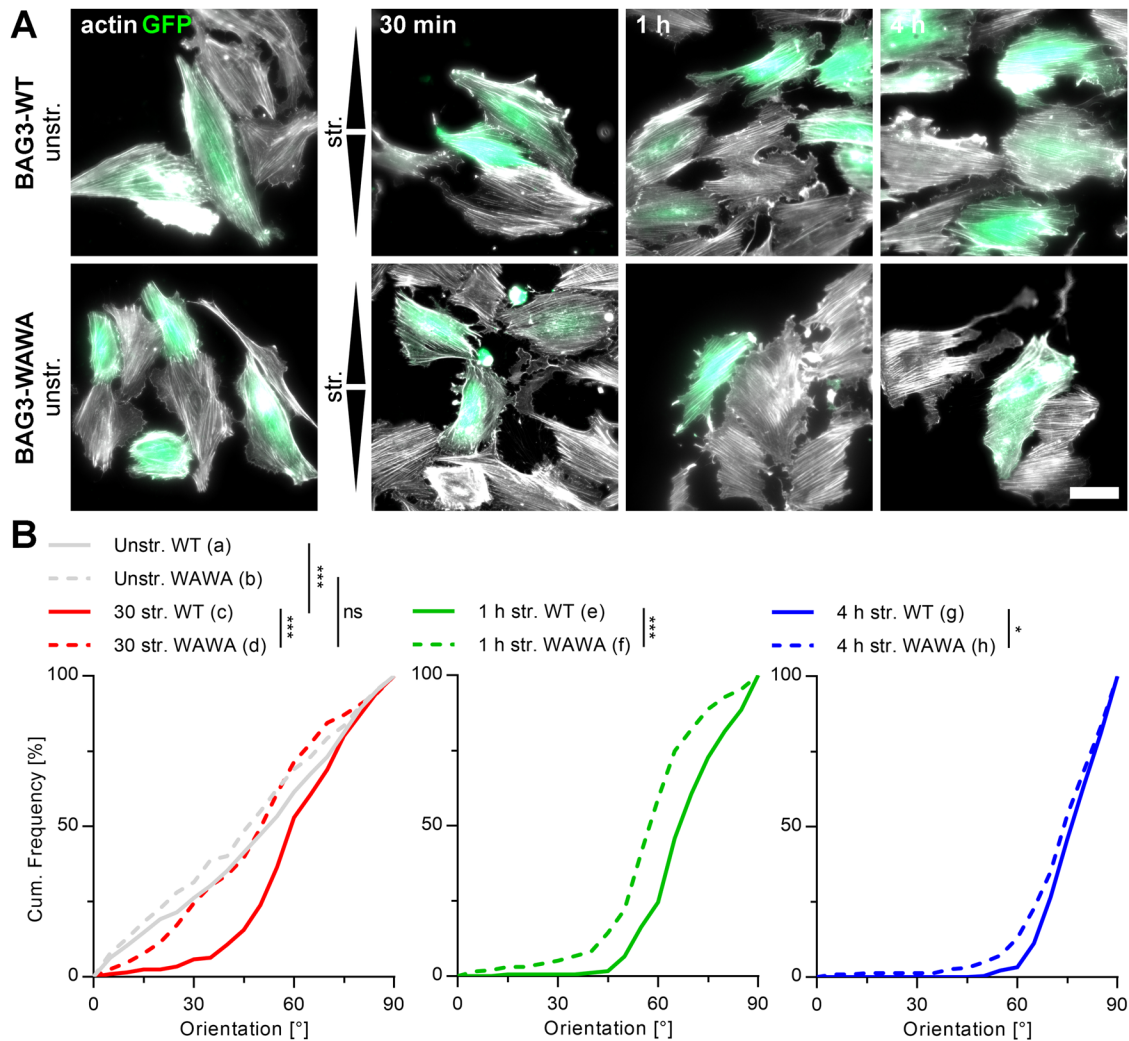 A
actin GFP
30 min
1 h
4 h
BAG3-WT
unstr.
str.
BAG3-WAWA
unstr.
str.
B
Unstr. WT (a)
Unstr. WAWA (b)
30 str. WT (c)
30 str. WAWA (d)
***
***
ns
1 h str. WT (e)
1 h str. WAWA (f)
***
4 h str. WT (g)
4 h str. WAWA (h)
*
Cum. Frequency [%]
100
50
0
0 30 60 90
Orientation [°]
100
50
0
0 30 60 90
Orientation [°]
100
50
0
0 30 60 90
Orientation [°]